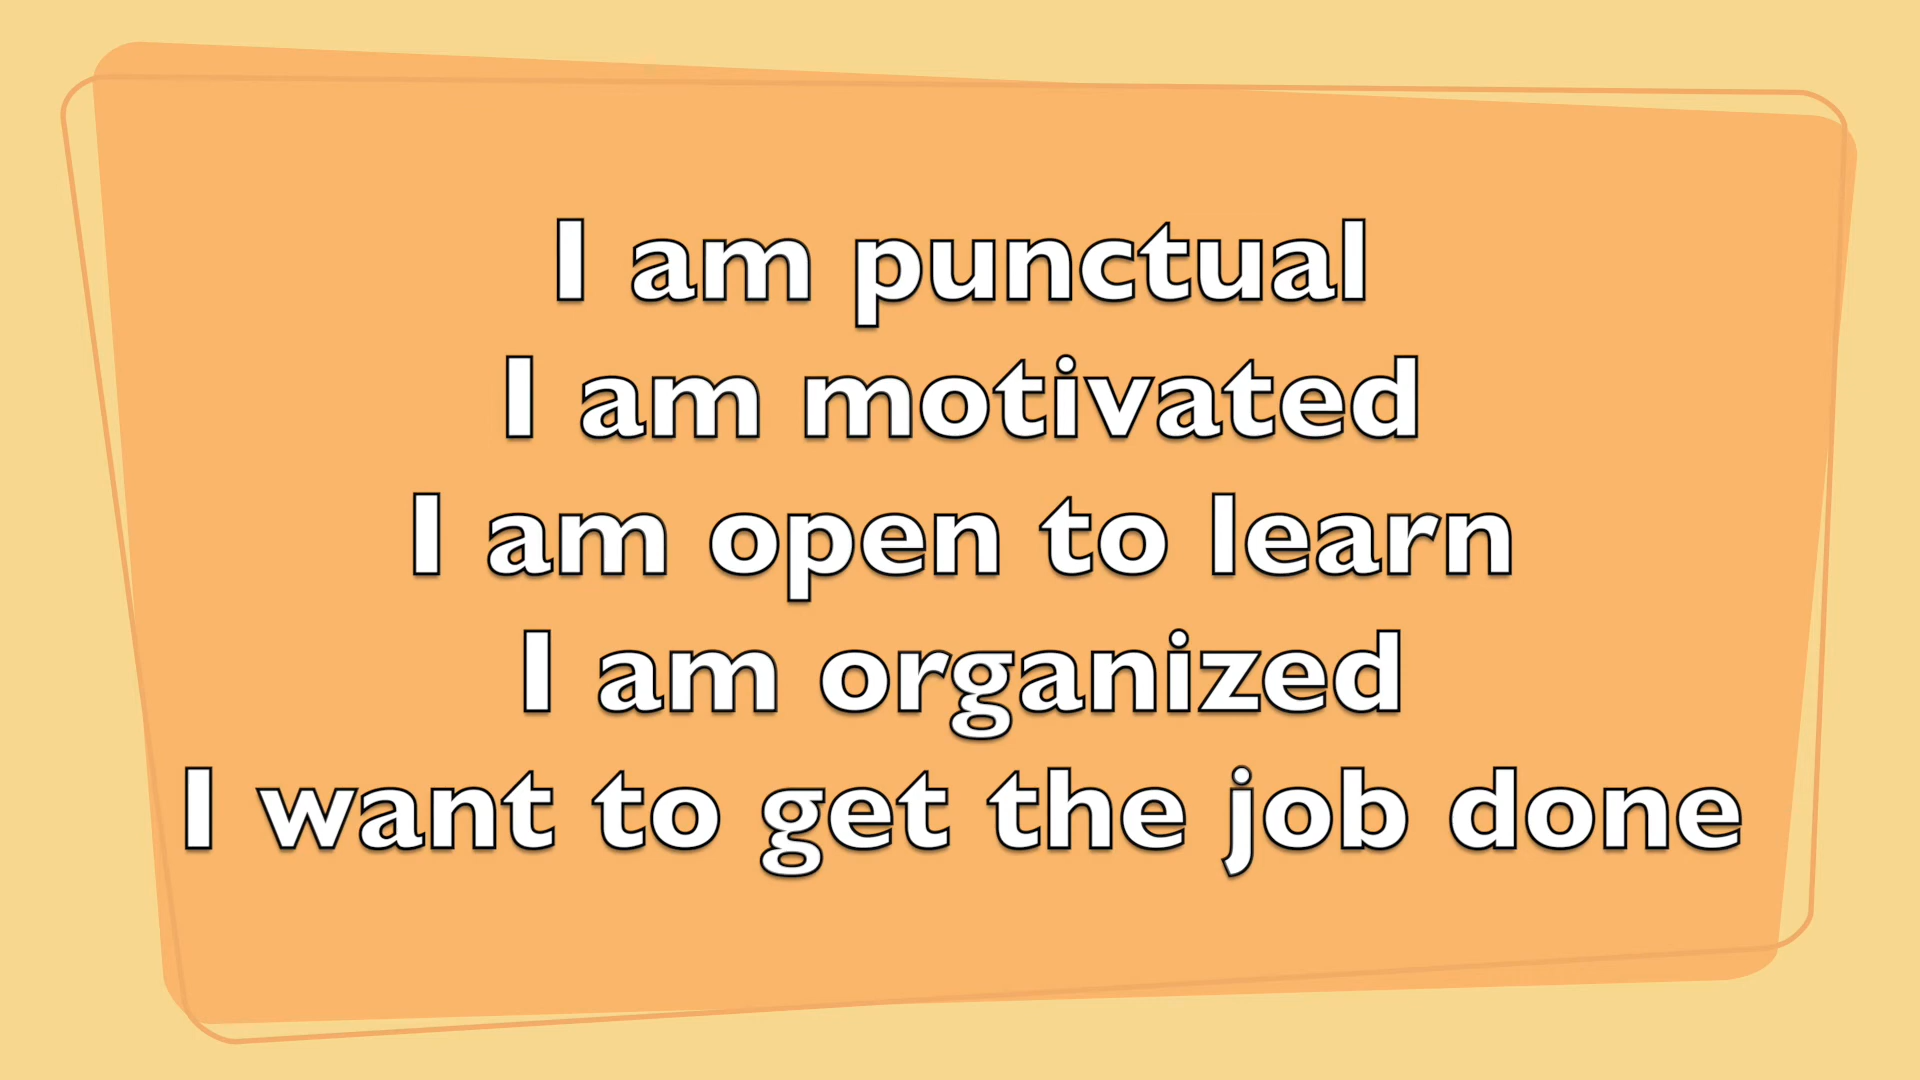 I am punctual
I am motivated
I am open to learn
I am organized
I want to get the job done